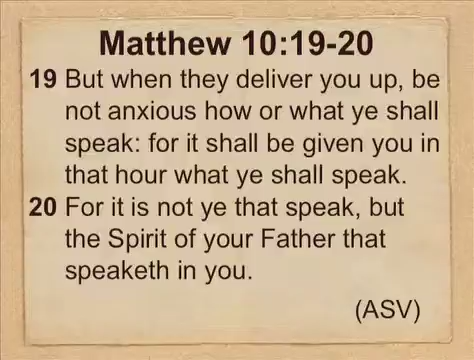 Matthew 10:19-20
19 But when they deliver you up, be
not anxious how or what ye shall
speak: for it shall be given you in
that hour what ye shall speak.
20 For it is not ye that speak, but
the Spirit of your Father that
speaketh in you.
(ASV)